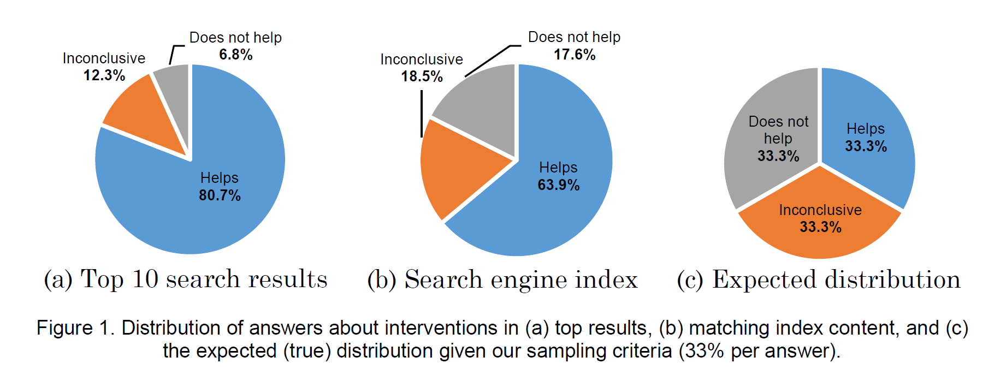 Does not help
6.8%
Inconclusive
12.3%
Helps
80.7%
(a) Top 10 search results
Does not help
17.6%
Inconclusive
18.5%
Helps
63.9%
(b) Search engine index
Does not
help
33.3%
Helps
33.3%
Inconclusive
33.3%
(c) Expected distribution
Figure 1. Distribution of answers about interventions in (a) top results, (b) matching index content, and (c)
the expected (true) distribution given our sampling criteria (33% per answer).